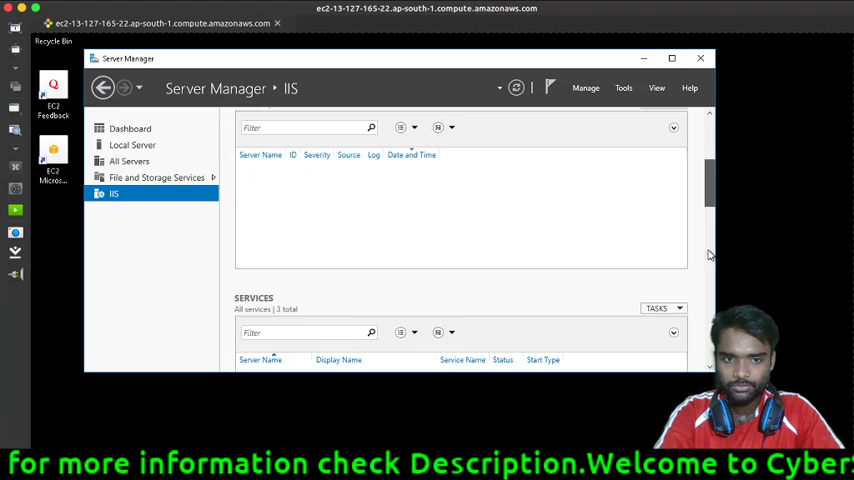 ec2-13-127-165-22.ap-south-1.compute.amazonaws.com
ec2-13-127-165-22.ap-south-1.compute.amazonaws.com
Recycle Bin
EC2 Feedback
EC2 Micros...
Server Manager
Server Manager IIS
Manage Tools View Help
Dashboard
Local Server
All Servers
File and Storage Services
IIS
Filter
Server Name ID Severity Source Log Date and Time
SERVICES
All services | 3 total
TASKS
Filter
Server Name Display Name Service Name Status Start Type
for more information check Description.Welcome to CyberS